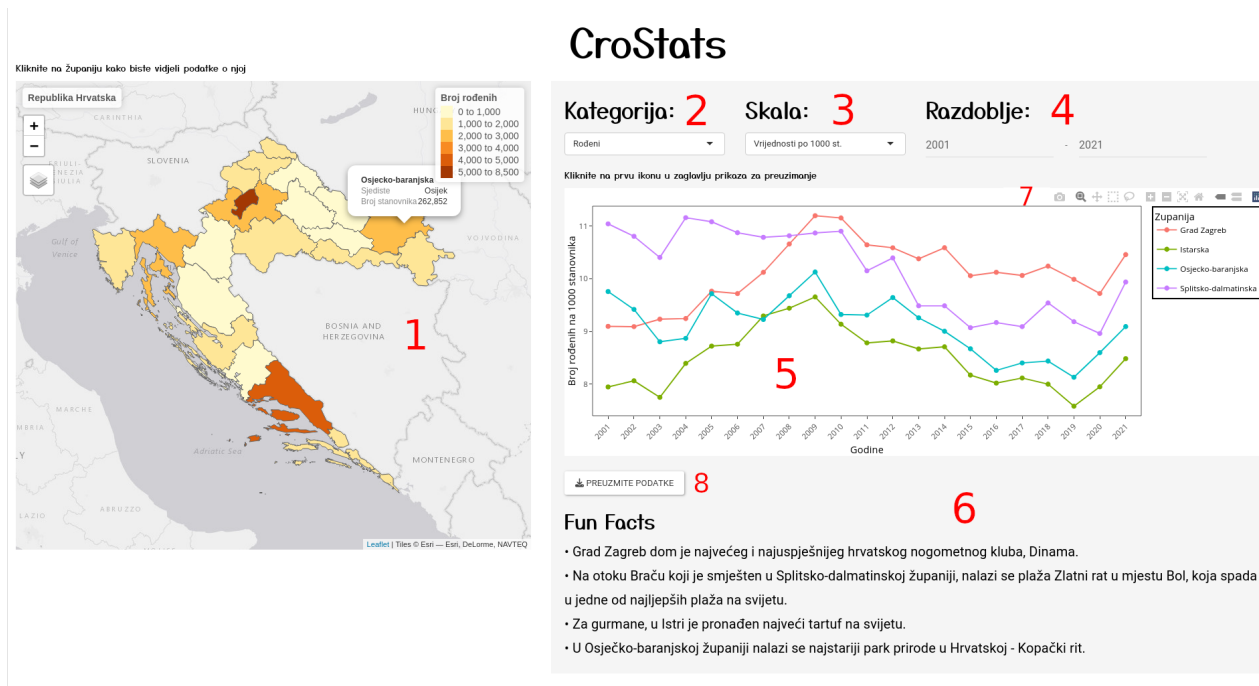 CroStats
Kliknite na županiju kako biste vidjeli podatke o njoj
Republika Hrvatska
+
−
Broj rođenih
0 to 1,000
1,000 to 2,000
2,000 to 3,000
3,000 to 4,000
4,000 to 5,000
5,000 to 8,500
CARINTHIA
HUNG
SLOVENIA
FRIULI-
VENEZIA
GIULIA
Osjecko-baranjska
Sjediste Osijek
Broj stanovnika 262,852
Gulf of
Venice
VOJVODINA
BOSNIA AND
HERZEGOVINA
1
MARCHE
MBRIA
LY
Adriatic Sea
MONTENEGRO
ABRUZZO
LAZIO
Leaflet | Tiles © Esri — Esri, DeLorme, NAVTEQ
Kategorija: 2 Skala: 3 Razdoblje: 4
Rođeni Vrijednosti po 1000 st. 2001 - 2021
Kliknite na prvu ikonu u zaglavlju prikaza za preuzimanje
7
Zupanija
Grad Zagreb
Istarska
Osjecko-baranjska
Splitsko-dalmatinska
Broj rođenih na 1000 stanovnika
11
10
9
8
5
2001 2002 2003 2004 2005 2006 2007 2008 2009 2010 2011 2012 2013 2014 2015 2016 2017 2018 2019 2020 2021
Godine
PREUZMITE PODATKE 8
6
Fun Facts
• Grad Zagreb dom je najvećeg i najuspješnijeg hrvatskog nogometnog kluba, Dinama.
• Na otoku Braču koji je smješten u Splitsko-dalmatinskoj županiji, nalazi se plaža Zlatni rat u mjestu Bol, koja spada
u jedne od najljepših plaža na svijetu.
• Za gurmane, u Istri je pronađen najveći tartuf na svijetu.
• U Osječko-baranjskoj županiji nalazi se najstariji park prirode u Hrvatskoj - Kopački rit.